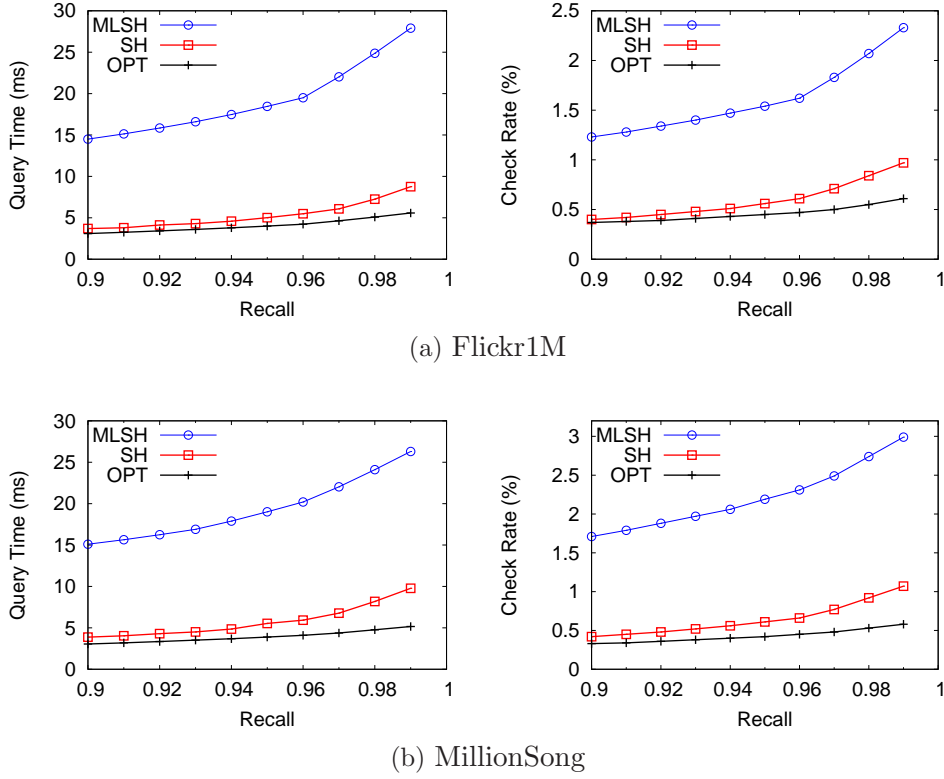 Query Time (ms)
30
25
20
15
10
5
0
MLSH
SH
OPT
0.9 0.92 0.94 0.96 0.98 1
Recall
Check Rate (%)
2.5
2
1.5
1
0.5
0
MLSH
SH
OPT
0.9 0.92 0.94 0.96 0.98 1
Recall
(a) Flickr1M
Query Time (ms)
30
25
20
15
10
5
0
MLSH
SH
OPT
0.9 0.92 0.94 0.96 0.98 1
Recall
Check Rate (%)
3
2.5
2
1.5
1
0.5
0
MLSH
SH
OPT
0.9 0.92 0.94 0.96 0.98 1
Recall
(b) MillionSong